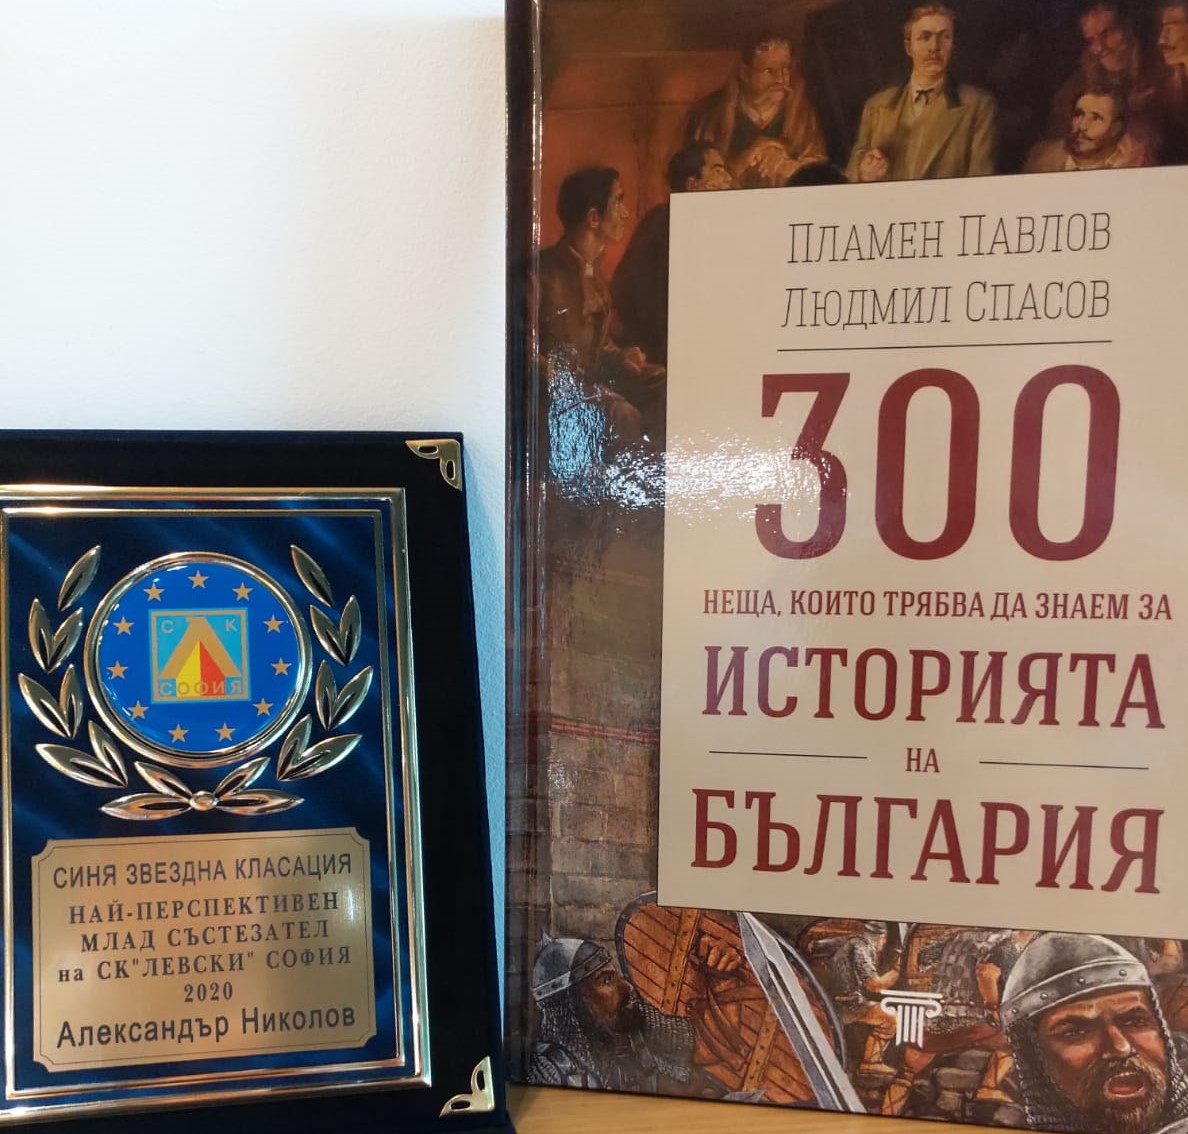 С К
СОФИЯ
СИНЯ ЗВЕЗДНА КЛАСАЦИЯ
НАЙ-ПЕРСПЕКТИВЕН
МЛАД СЪСТЕЗАТЕЛ
на СК"ЛЕВСКИ" СОФИЯ
2020
Александър Николов
ПЛАМЕН ПАВЛОВ
ЛЮДМИЛ СПАСОВ
300
НЕЩА, КОИТО ТРЯБВА ДА ЗНАЕМ ЗА
ИСТОРИЯТА
НА
БЪЛГАРИЯ